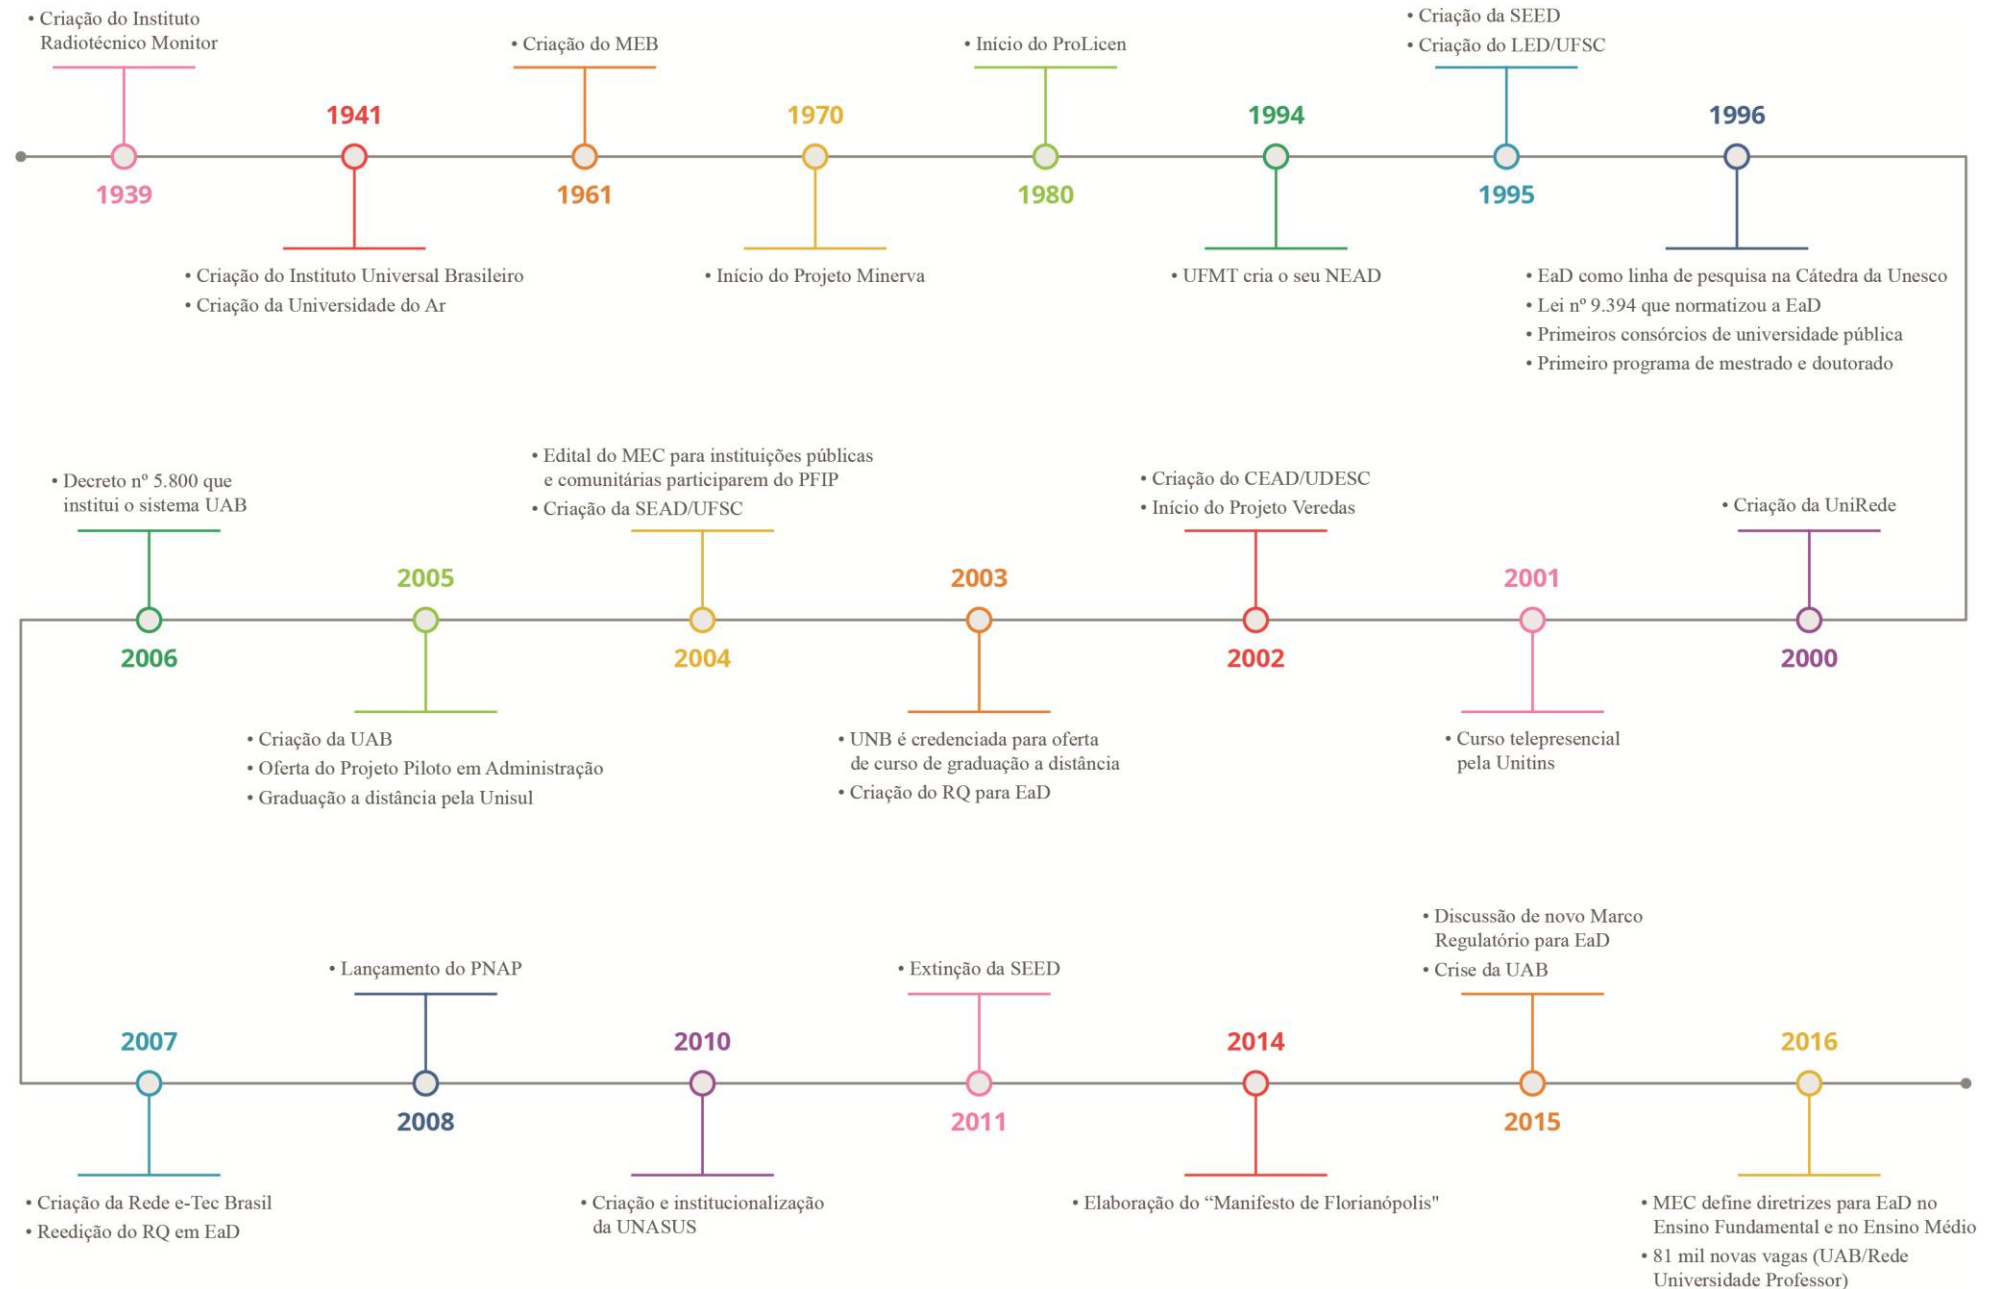 • Criação do Instituto
Radiotécnico Monitor
1939
1941
• Criação do Instituto Universal Brasileiro
• Criação da Universidade do Ar
• Criação do MEB
1961
1970
• Início do Projeto Minerva
• Início do ProLicen
1980
1994
• UFMT cria o seu NEAD
• Criação da SEED
• Criação do LED/UFSC
1995
1996
• EaD como linha de pesquisa na Cátedra da Unesco
• Lei nº 9.394 que normatizou a EaD
• Primeiros consórcios de universidade pública
• Primeiro programa de mestrado e doutorado
• Criação da UniRede
2000
2001
• Curso telepresencial
pela Unitins
• Criação do CEAD/UDESC
• Início do Projeto Veredas
2002
2003
• UNB é credenciada para oferta
de curso de graduação a distância
• Criação do RQ para EaD
• Edital do MEC para instituições públicas
e comunitárias participarem do PFIP
• Criação da SEAD/UFSC
2004
2005
• Criação da UAB
• Oferta do Projeto Piloto em Administração
• Graduação a distância pela Unisul
• Decreto nº 5.800 que
institui o sistema UAB
2006
2007
• Criação da Rede e-Tec Brasil
• Reedição do RQ em EaD
• Lançamento do PNAP
2008
2010
• Criação e institucionalização
da UNASUS
• Extinção da SEED
2011
2014
• Elaboração do “Manifesto de Florianópolis"
• Discussão de novo Marco
Regulatório para EaD
• Crise da UAB
2015
2016
• MEC define diretrizes para EaD no
Ensino Fundamental e no Ensino Médio
• 81 mil novas vagas (UAB/Rede
Universidade Professor)